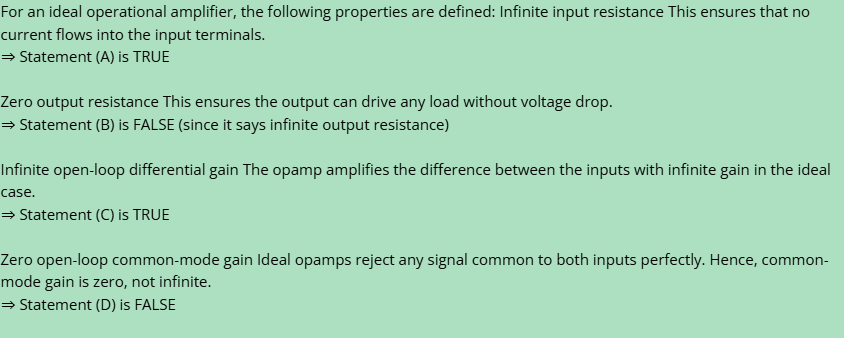 For an ideal operational amplifier, the following properties are defined: Infinite input resistance This ensures that no
current flows into the input terminals.
⇒ Statement (A) is TRUE
Zero output resistance This ensures the output can drive any load without voltage drop.
⇒ Statement (B) is FALSE (since it says infinite output resistance)
Infinite open-loop differential gain The opamp amplifies the difference between the inputs with infinite gain in the ideal
case.
⇒ Statement (C) is TRUE
Zero open-loop common-mode gain Ideal opamps reject any signal common to both inputs perfectly. Hence, common-
mode gain is zero, not infinite.
⇒ Statement (D) is FALSE